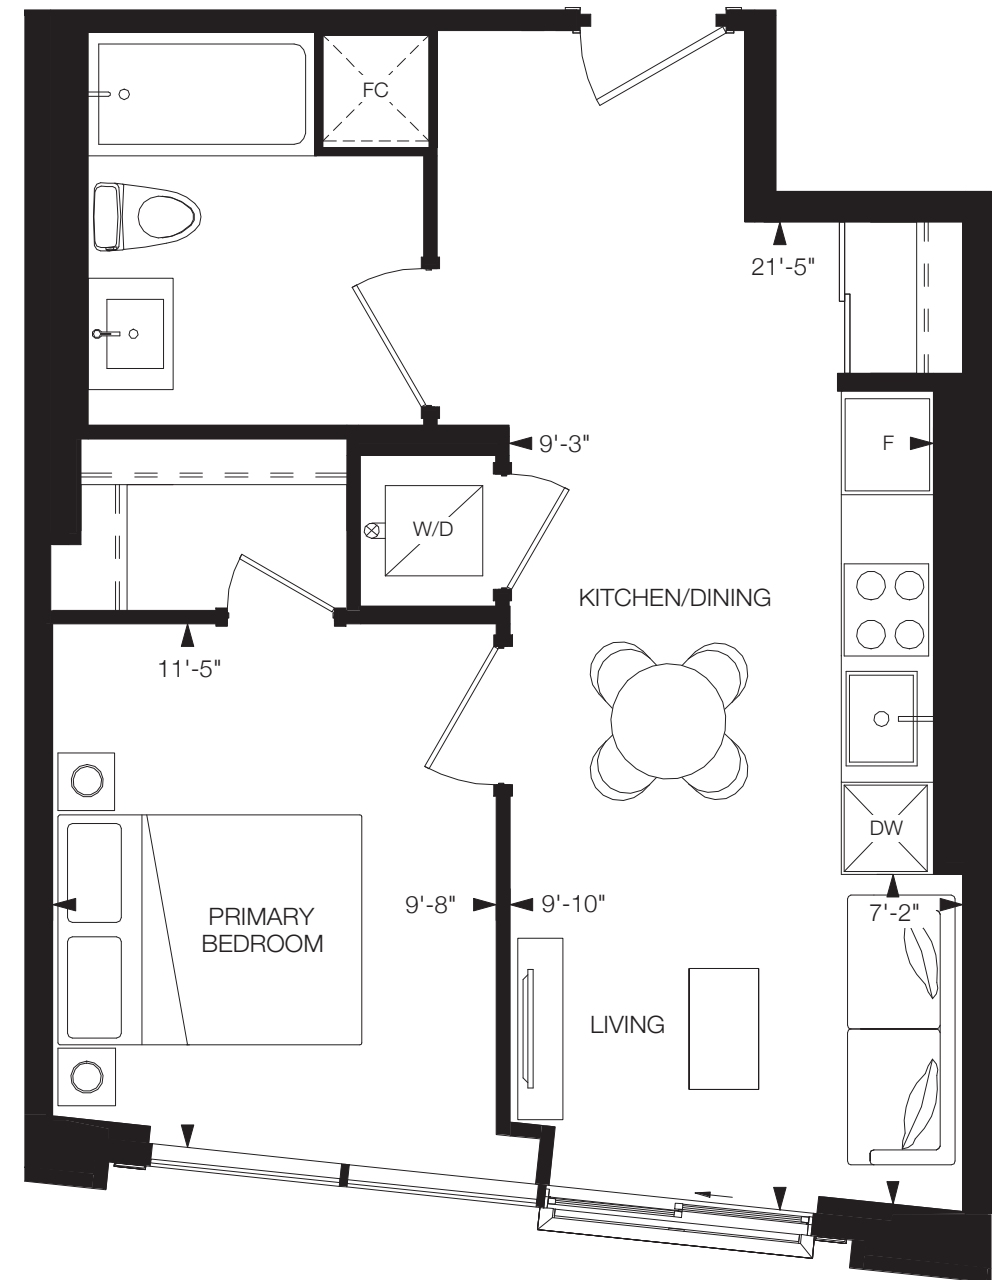 FC
21'-5"
9'-3"
F
W/D
KITCHEN/DINING
11'-5"
DW
9'-8"
9'-10"
7'-2"
PRIMARY
BEDROOM
LIVING